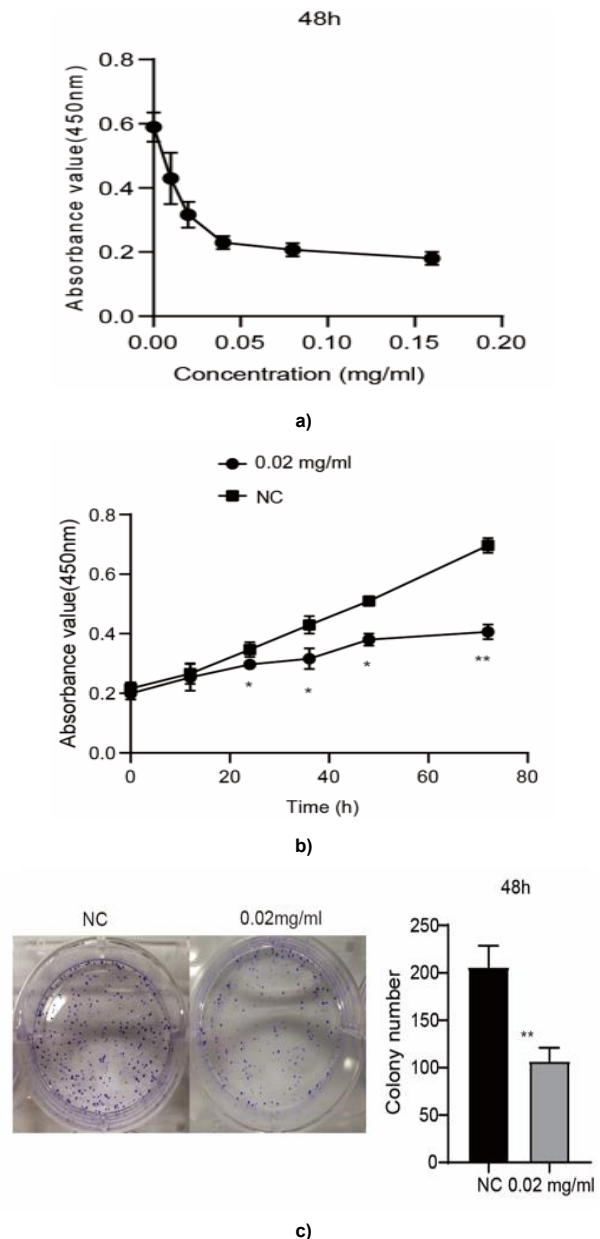 48h
Absorbance value(450nm)
0.8
0.6
0.4
0.2
0.0
0.00 0.05 0.10 0.15 0.20
Concentration (mg/ml)
a)
0.02 mg/ml
NC
Absorbance value(450nm)
0.8
0.6
0.4
0.2
0.0
* * * **
0 20 40 60 80
Time (h)
b)
NC 0.02mg/ml
48h
Colony number
250
200
150
100
50
0
**
NC 0.02 mg/ml
c)